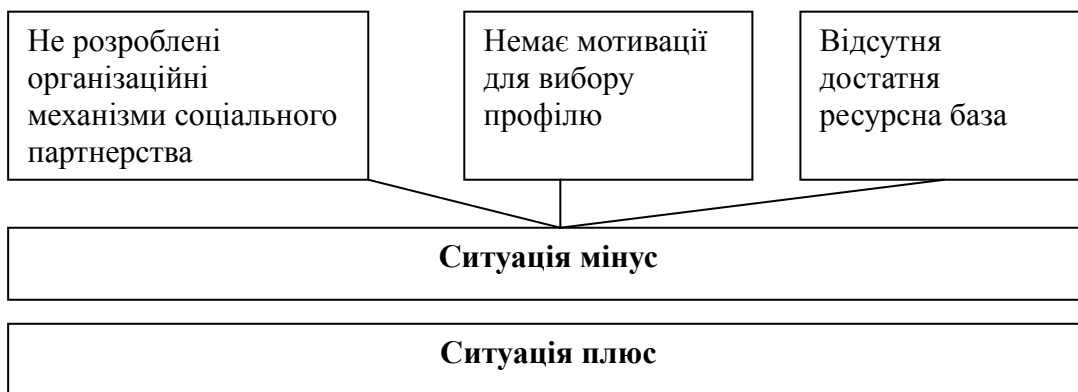 Не розроблені
організаційні
механізми соціального
партнерства
Немає мотивації
для вибору
профілю
Відсутня
достатня
ресурсна база
Ситуація мінус
Ситуація плюс